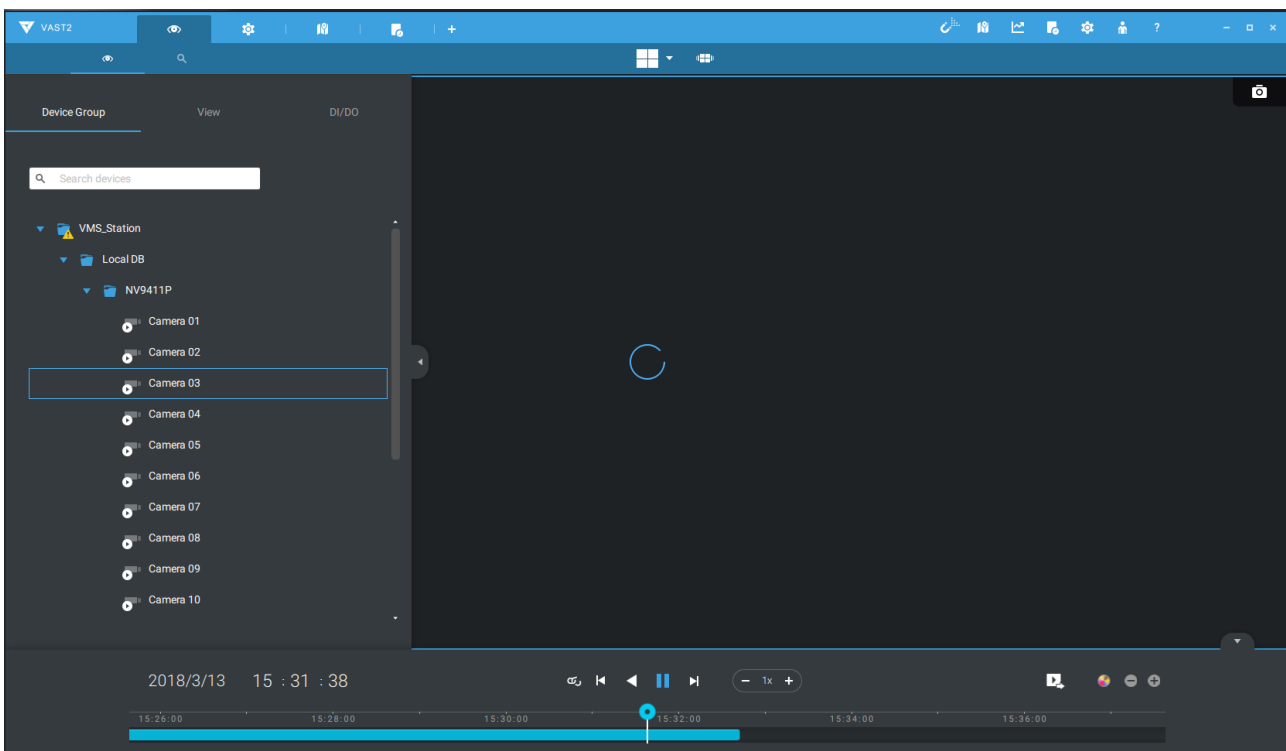 VAST2
+
?
Device Group
View
DI/DO
Search devices
VMS_Station
Local DB
NV9411P
Camera 01
Camera 02
Camera 03
Camera 04
Camera 05
Camera 06
Camera 07
Camera 08
Camera 09
Camera 10
2018/3/13 15 : 31 : 38
− 1x +
15:26:00 15:28:00 15:30:00 15:32:00 15:34:00 15:36:00